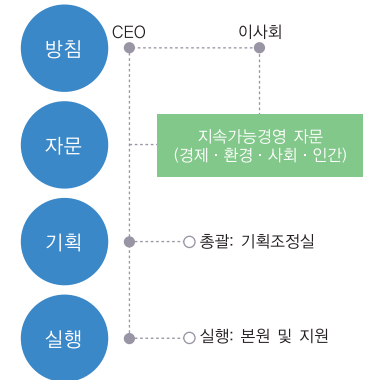 방침
CEO
이사회
자문
지속가능경영 자문
(경제 · 환경 · 사회 · 인간)
기획
총괄: 기획조정실
실행
실행: 본원 및 지원